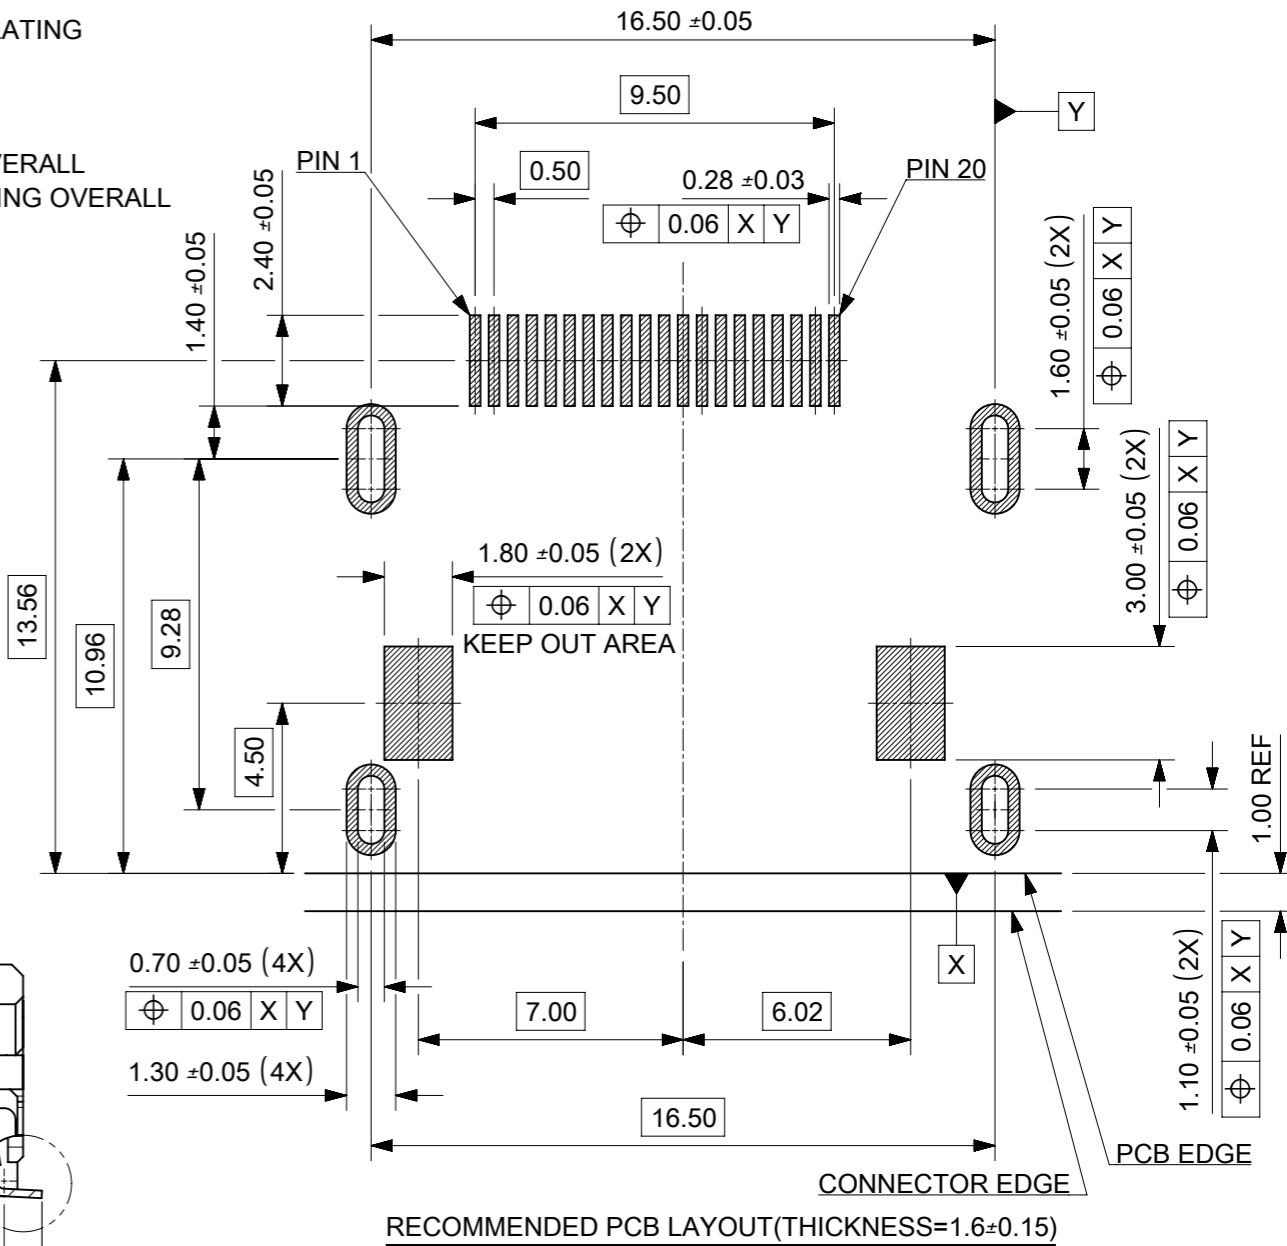 ATING
16.50 ±0.05
9.50
Y
ERALL
ING OVERALL
PIN 1
0.50
0.28 ±0.03
PIN 20
⌖ 0.06 X Y
2.40 ±0.05
1.40 ±0.05
1.60 ±0.05 (2X)
⌖ 0.06 X Y
3.00 ±0.05 (2X)
⌖ 0.06 X Y
1.80 ±0.05 (2X)
⌖ 0.06 X Y
KEEP OUT AREA
13.56
10.96
9.28
4.50
1.00 REF
0.70 ±0.05 (4X)
⌖ 0.06 X Y
X
7.00
6.02
1.10 ±0.05 (2X)
⌖ 0.06 X Y
1.30 ±0.05 (4X)
16.50
PCB EDGE
CONNECTOR EDGE
RECOMMENDED PCB LAYOUT(THICKNESS=1.6±0.15)